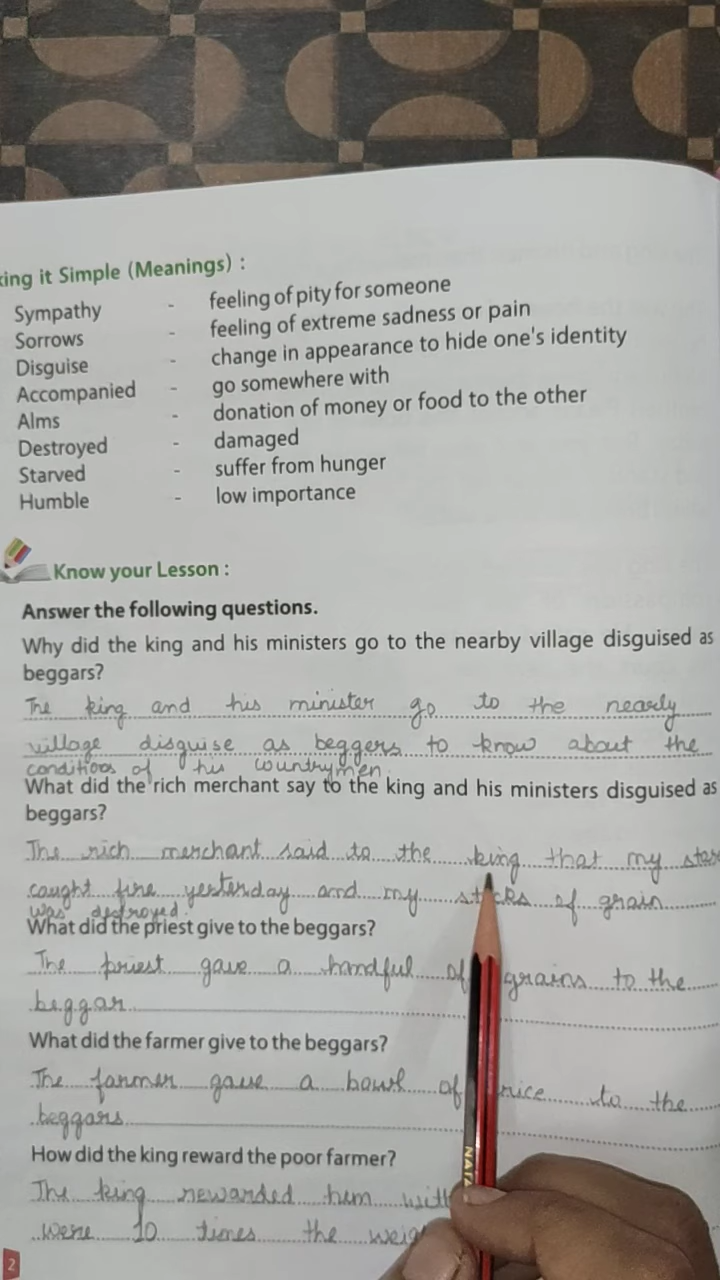 king it Simple (Meanings) :
Sympathy - feeling of pity for someone
Sorrows - feeling of extreme sadness or pain
Disguise - change in appearance to hide one's identity
Accompanied - go somewhere with
Alms - donation of money or food to the other
Destroyed - damaged
Starved - suffer from hunger
Humble - low importance
Know your Lesson :
Answer the following questions.
Why did the king and his ministers go to the nearby village disguised as
beggars?
The king and his minister go to the nearly
village disguise as beggers to know about the
conditioos of his countrymen
What did the rich merchant say to the king and his ministers disguised as
beggars?
The rich merchant said to the king that my
caught fire yesterday and my of grain
was destroyed.
What did the priest give to the beggars?
The priest gave a handful of grains to the
beggar
What did the farmer give to the beggars?
The farmer gave a bowl of rice to the
beggars
How did the king reward the poor farmer?
The king rewarded him
were 10 times the
2